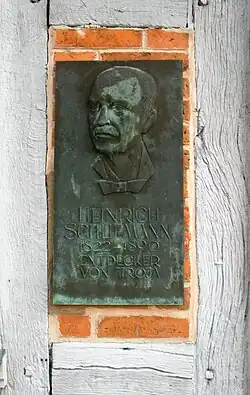 HEINRICH
SCHLIEMANN
1822-1890
ENTDECKER
VON TROJA